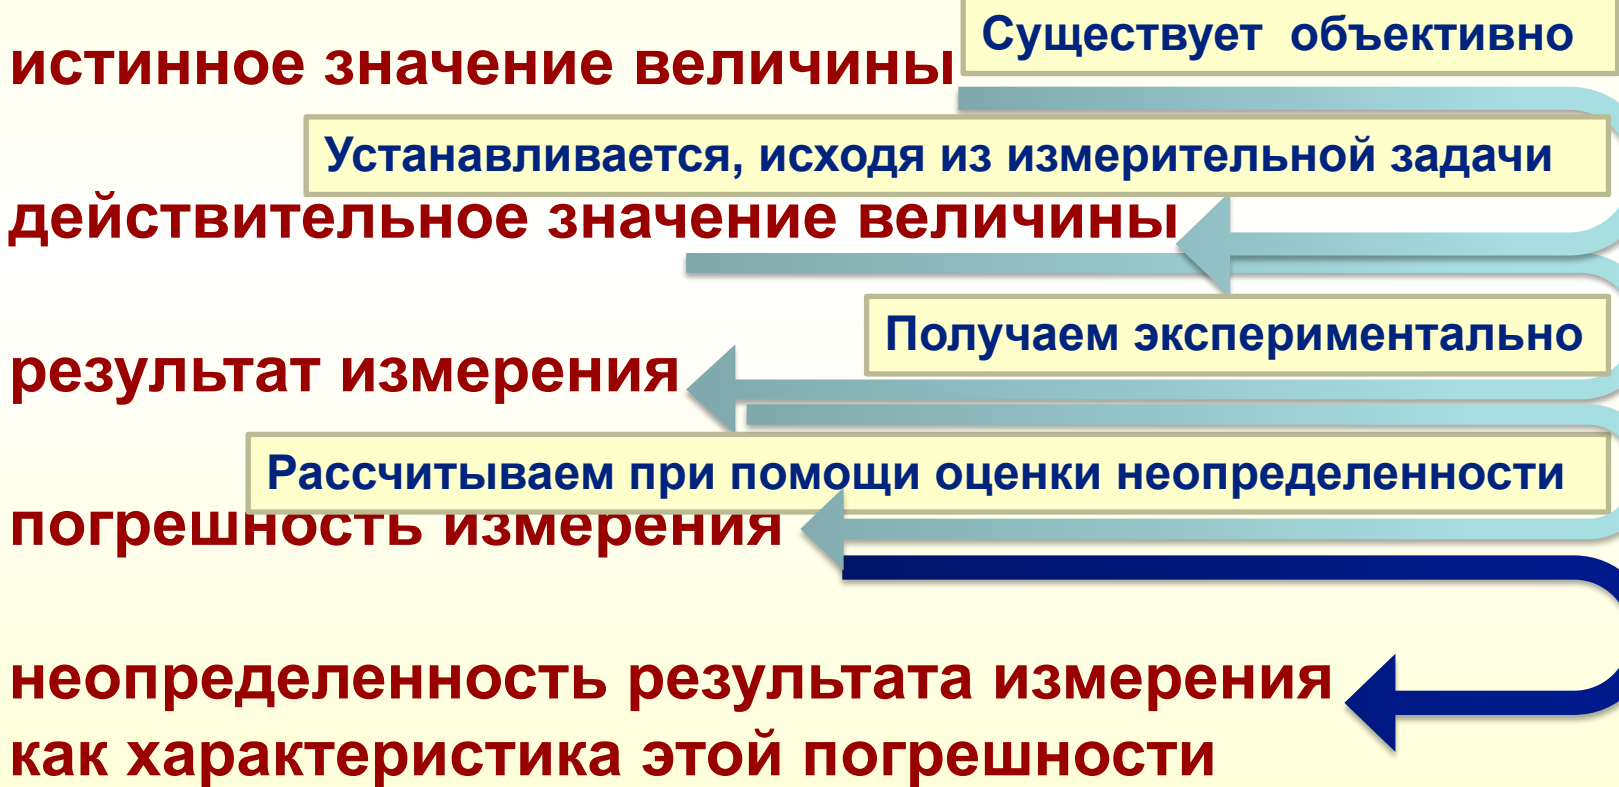 Существует объективно
истинное значение величины
Устанавливается, исходя из измерительной задачи
действительное значение величины
Получаем экспериментально
результат измерения
Рассчитываем при помощи оценки неопределенности
погрешность измерения
неопределенность результата измерения
как характеристика этой погрешности